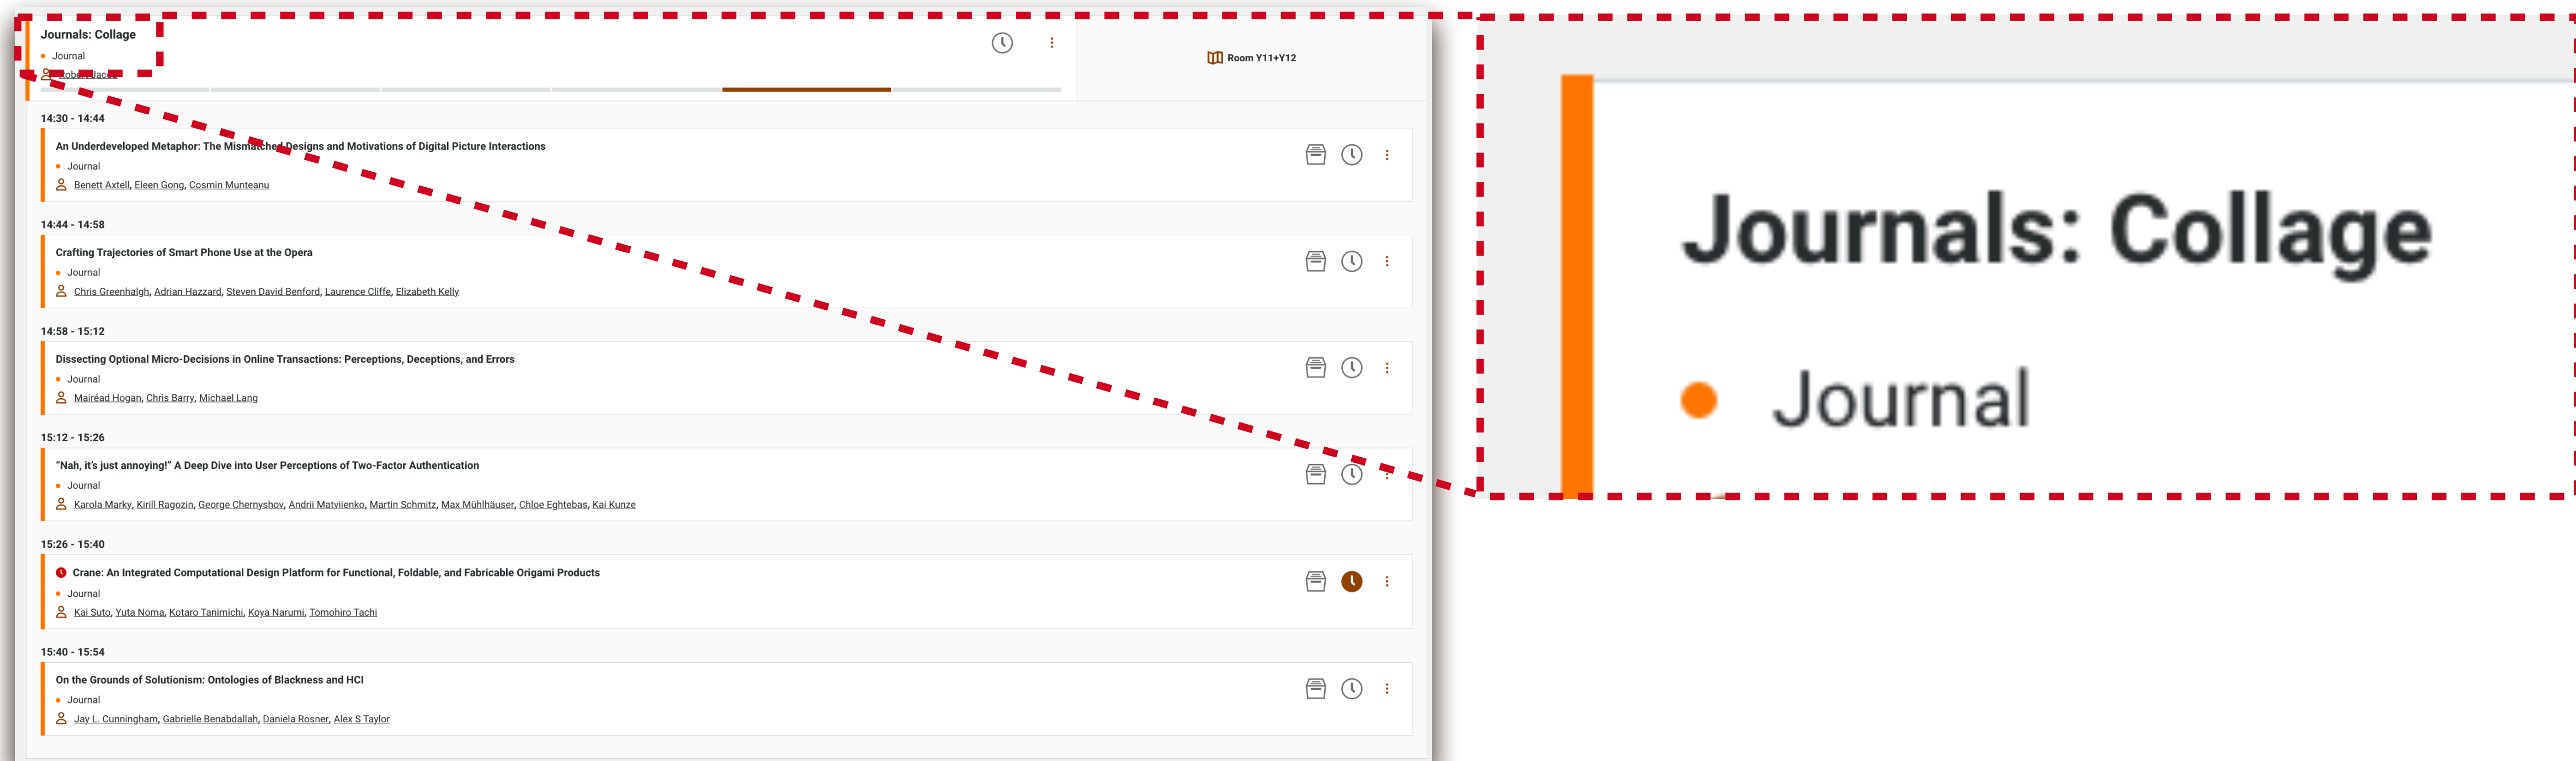 Journals: Collage
Journal
Room Y11+Y12
14:30 - 14:44
An Underdeveloped Metaphor: The Mismatched Designs and Motivations of Digital Picture Interactions
Journal
Benett Axtell, Eleen Gong, Cosmin Munteanu
14:44 - 14:58
Crafting Trajectories of Smart Phone Use at the Opera
Journal
Chris Greenhalgh, Adrian Hazzard, Steven David Benford, Laurence Cliffe, Elizabeth Kelly
14:58 - 15:12
Dissecting Optional Micro-Decisions in Online Transactions: Perceptions, Deceptions, and Errors
Journal
Mairéad Hogan, Chris Barry, Michael Lang
15:12 - 15:26
“Nah, it’s just annoying!” A Deep Dive into User Perceptions of Two-Factor Authentication
Journal
Karola Marky, Kirill Ragozin, George Chernyshov, Andrii Matviienko, Martin Schmitz, Max Mühlhäuser, Chloe Eghtebas, Kai Kunze
15:26 - 15:40
Crane: An Integrated Computational Design Platform for Functional, Foldable, and Fabricable Origami Products
Journal
Kai Suto, Yuta Noma, Kotaro Tanimichi, Koya Narumi, Tomohiro Tachi
15:40 - 15:54
On the Grounds of Solutionism: Ontologies of Blackness and HCI
Journal
Jay L. Cunningham, Gabrielle Benabdallah, Daniela Rosner, Alex S Taylor
Journals: Collage
Journal